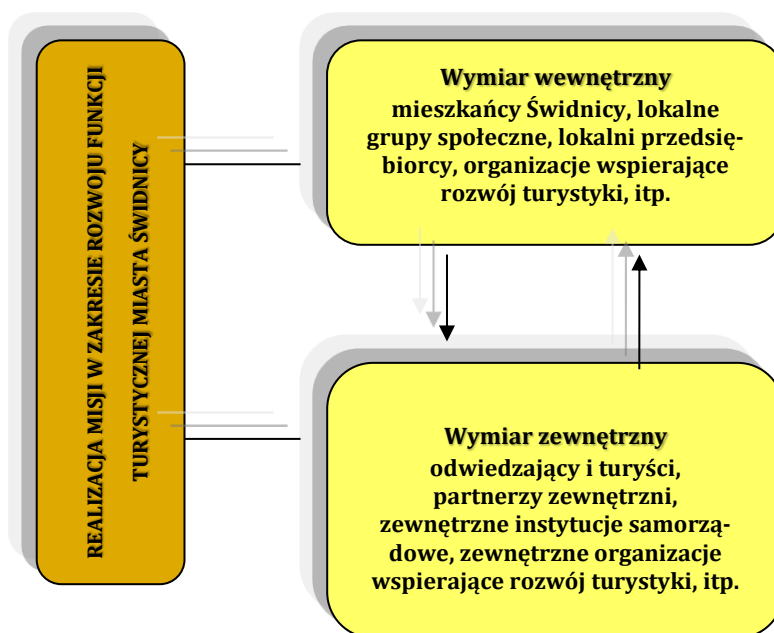 REALIZACJA MISJI W ZAKRESIE ROZWOJU FUNKCJI
TURYSTYCZNEJ MIASTA ŚWIDNICY
Wymiar wewnętrzny
mieszkańcy Świdnicy, lokalne
grupy społeczne, lokalni przedsię-
biorcy, organizacje wspierające
rozwój turystyki, itp.
Wymiar zewnętrzny
odwiedzający i turyści,
partnerzy zewnętrzni,
zewnętrzne instytucje samorzą-
dowe, zewnętrzne organizacje
wspierające rozwój turystyki, itp.